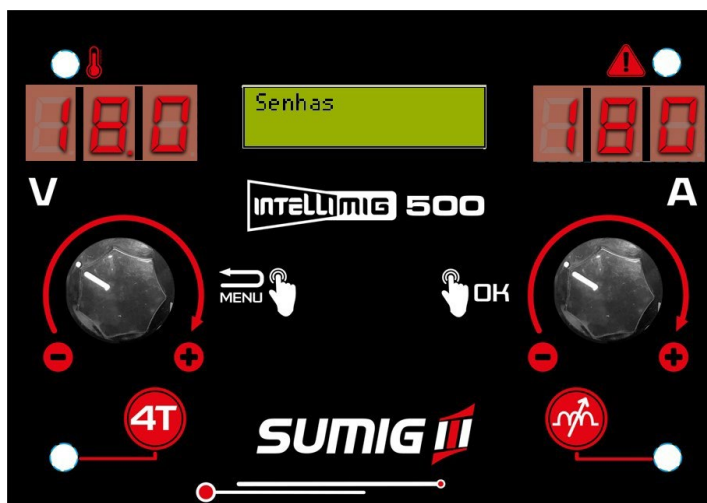 18.0
Senhas
180
V
A
INTELLIMIG 500
MENU
OK
4T
SUMIG